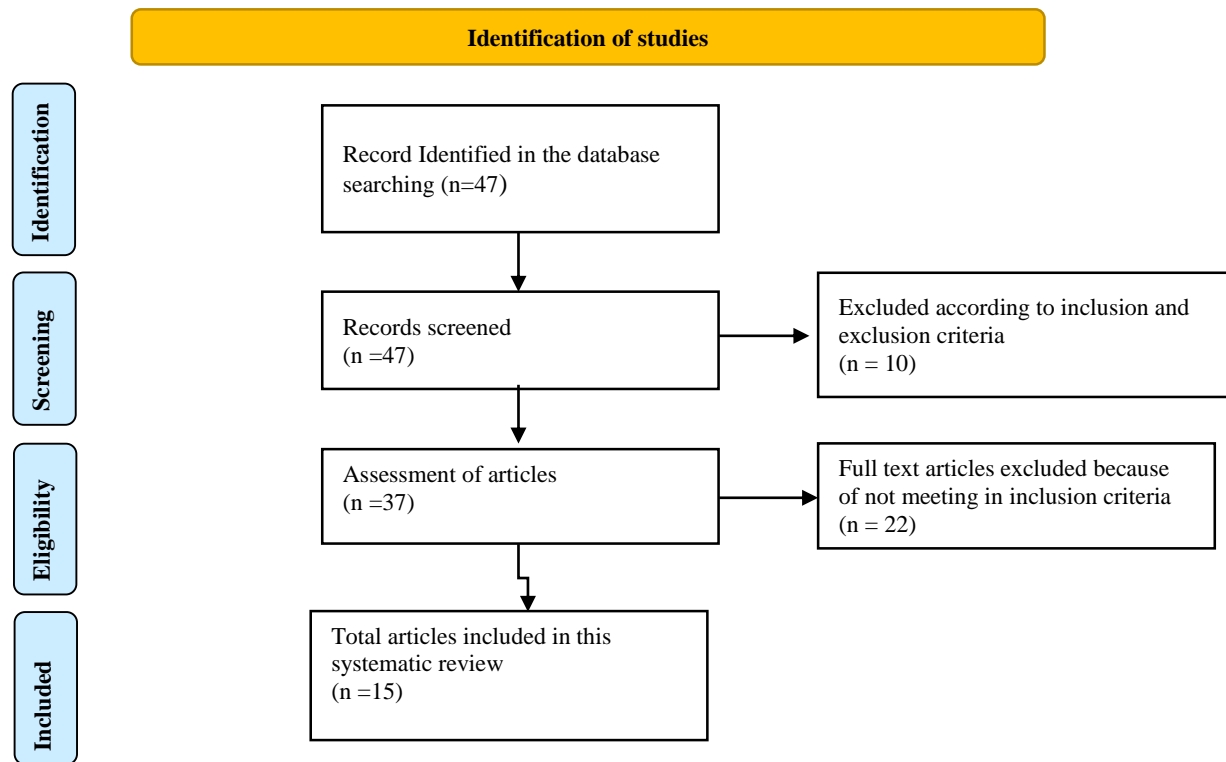 Identification of studies
Identification
Record Identified in the database
searching (n=47)
Screening
Records screened
(n =47)
Excluded according to inclusion and
exclusion criteria
(n = 10)
Eligibility
Assessment of articles
(n =37)
Full text articles excluded because
of not meeting in inclusion criteria
(n = 22)
Included
Total articles included in this
systematic review
(n =15)